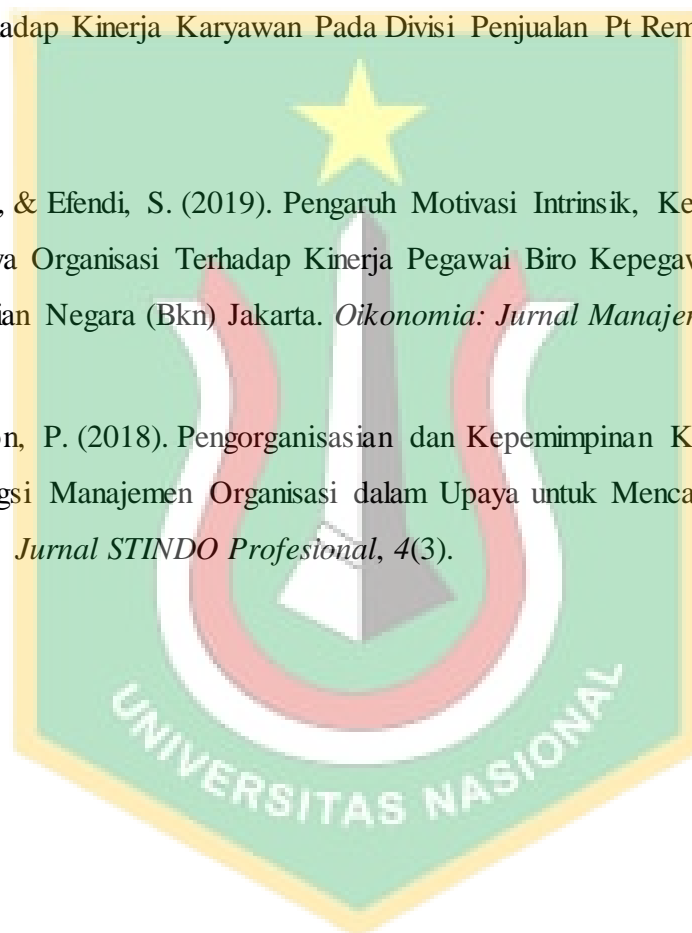 adap Kinerja Karyawan Pada Divisi Penjualan Pt Rem
, & Efendi, S. (2019). Pengaruh Motivasi Intrinsik, Ke
a Organisasi Terhadap Kinerja Pegawai Biro Kepegaw
ian Negara (Bkn) Jakarta. Oikonomia: Jurnal Manajer
n, P. (2018). Pengorganisasian dan Kepemimpinan K
gsi Manajemen Organisasi dalam Upaya untuk Menca
Jurnal STINDO Profesional, 4(3).
UNIVERSITAS NASIONAL